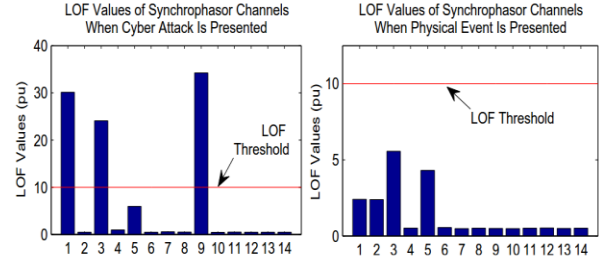 LOF Values of Synchrophasor Channels
When Cyber Attack Is Presented
LOF Values (pu)
40
30
20
10
0
LOF
Threshold
1 2 3 4 5 6 7 8 9 10 11 12 13 14
LOF Values of Synchrophasor Channels
When Physical Event Is Presented
LOF Values (pu)
10
5
0
LOF Threshold
1 2 3 4 5 6 7 8 9 10 11 12 13 14